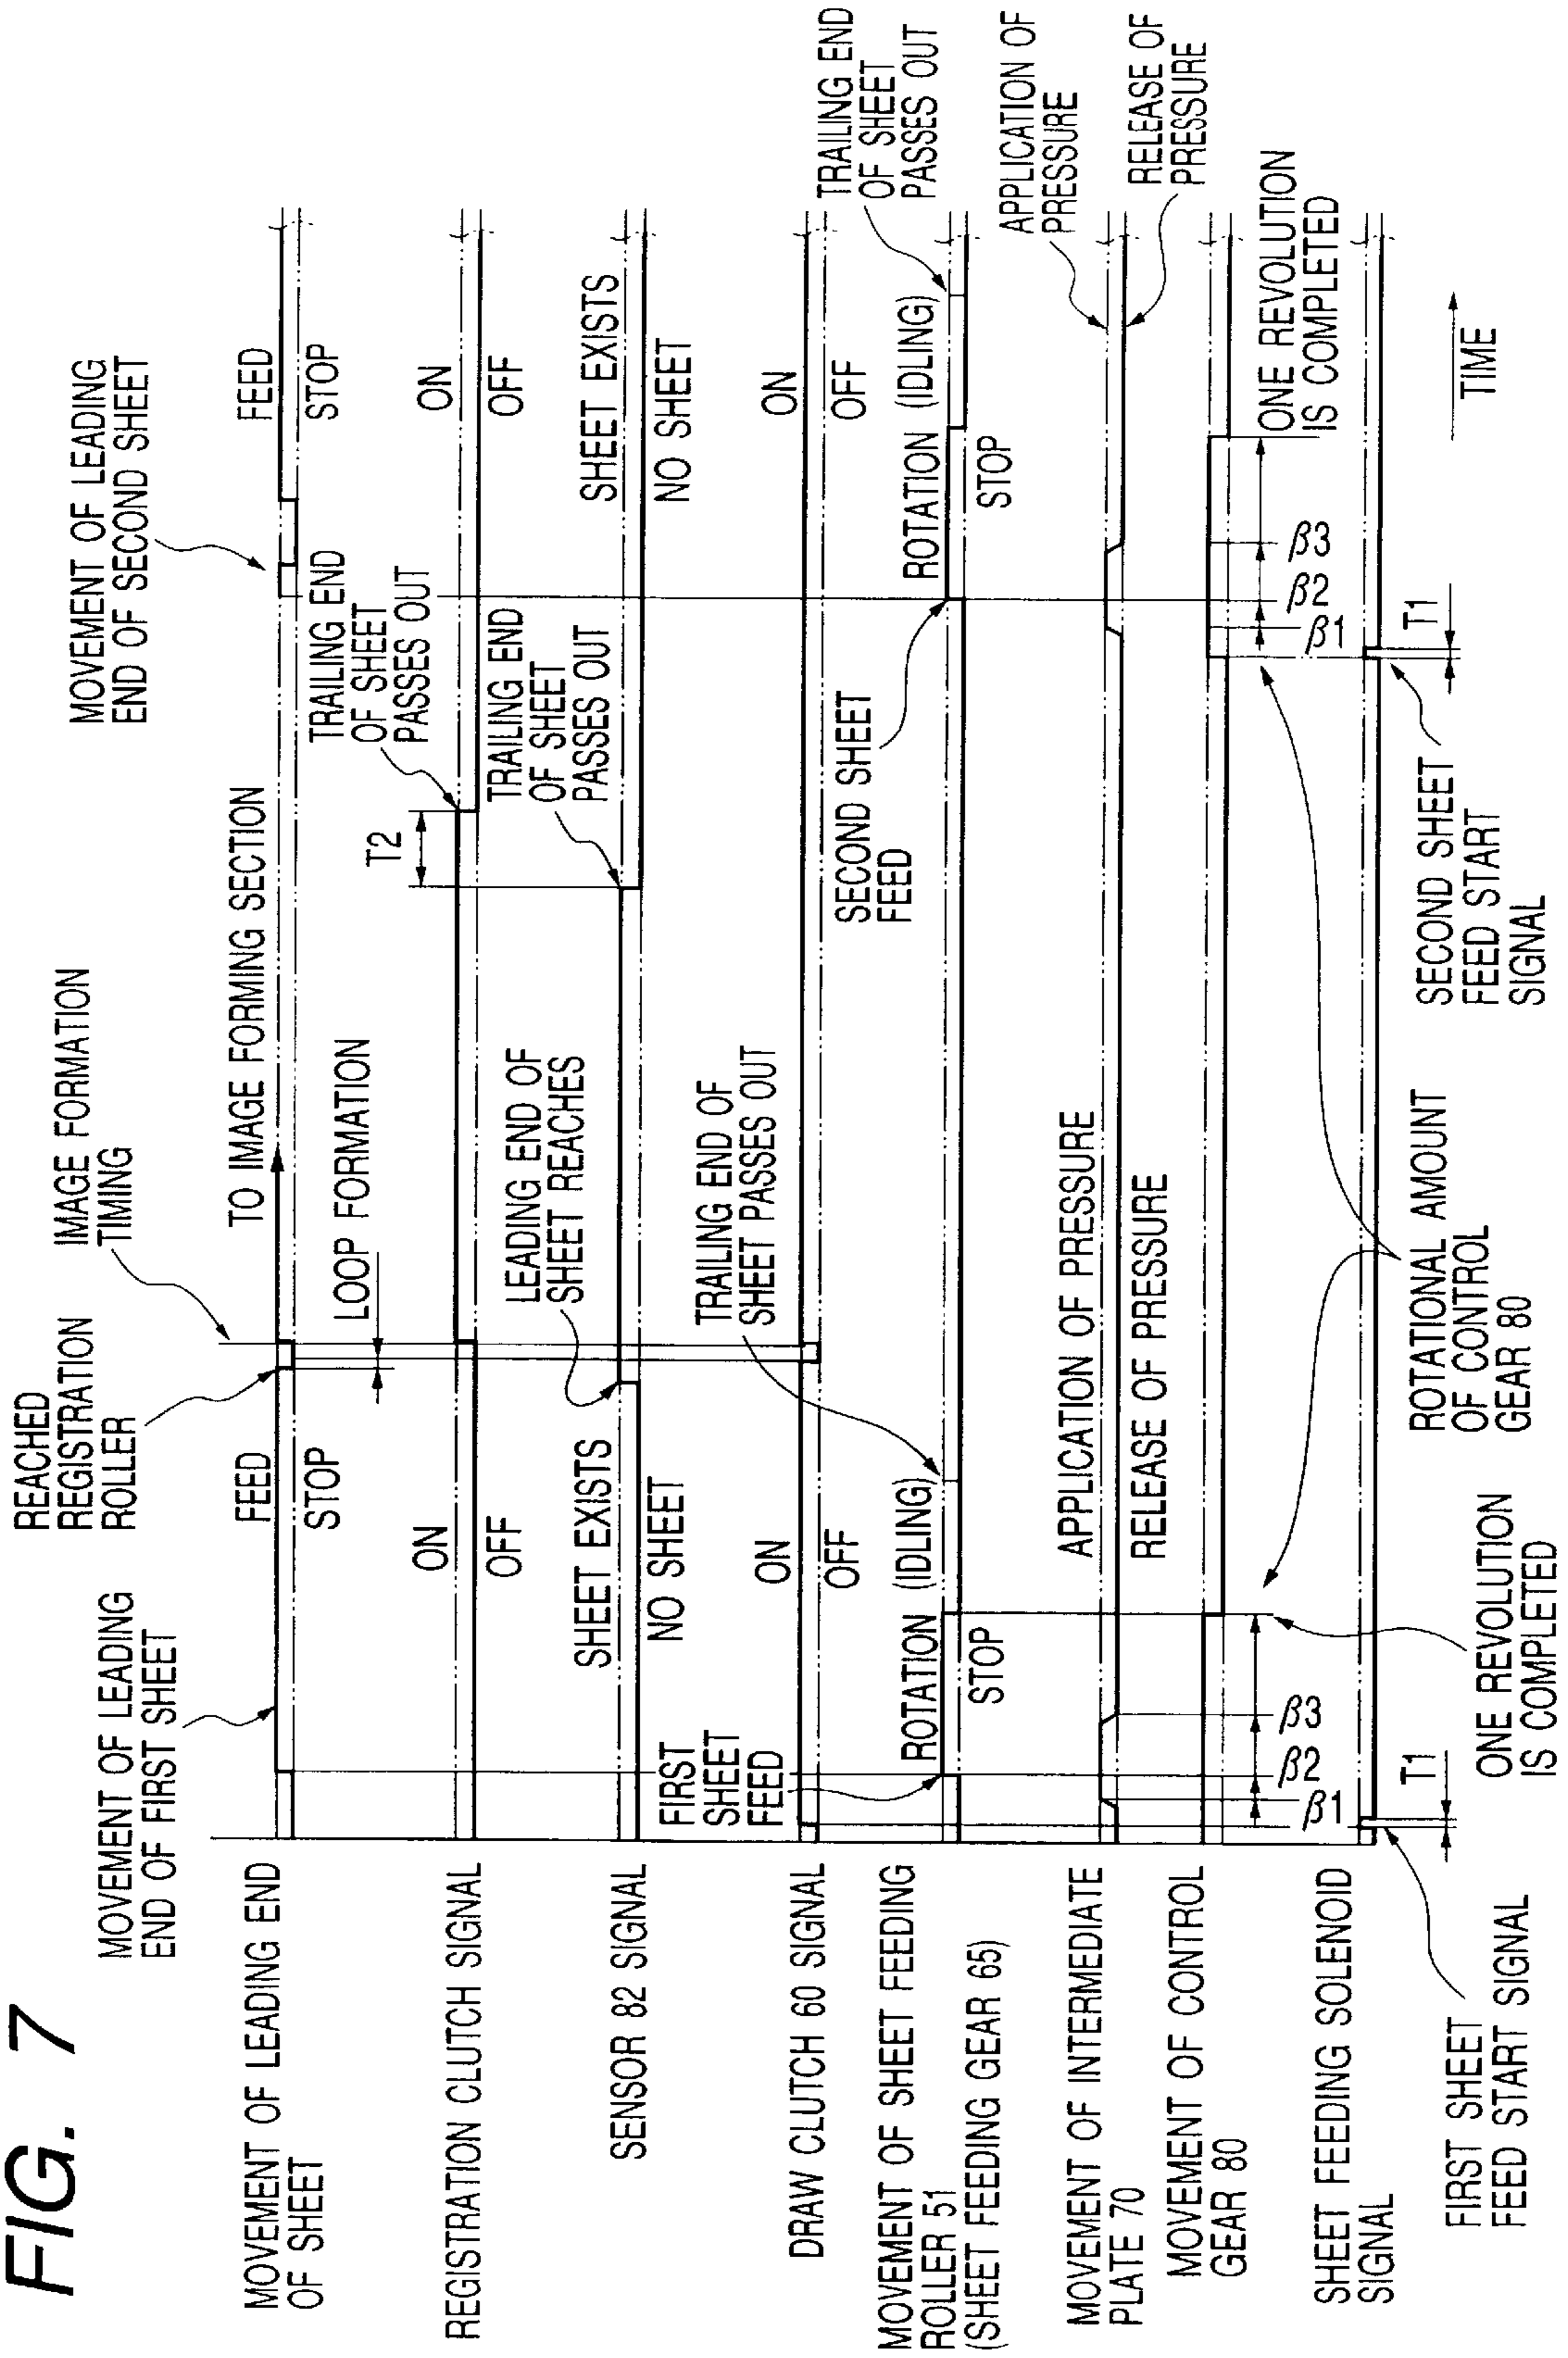 FIG. 7
MOVEMENT OF LEADING
END OF FIRST SHEET
REACHED
REGISTRATION
ROLLER
IMAGE FORMATION
TIMING
MOVEMENT OF LEADING
END OF SECOND SHEET
MOVEMENT OF LEADING END
OF SHEET
FEED
STOP
TO IMAGE FORMING SECTION
FEED
STOP
LOOP FORMATION
TRAILING END
OF SHEET
PASSES OUT
REGISTRATION CLUTCH SIGNAL
ON
OFF
T2
ON
OFF
LEADING END OF
SHEET REACHES
TRAILING END
OF SHEET
PASSES OUT
SENSOR 82 SIGNAL
SHEET EXISTS
NO SHEET
SHEET EXISTS
NO SHEET
FIRST
SHEET
FEED
TRAILING END OF
SHEET PASSES OUT
DRAW CLUTCH 60 SIGNAL
ON
OFF
ON
OFF
SECOND SHEET
FEED
TRAILING END
OF SHEET
PASSES OUT
MOVEMENT OF SHEET FEEDING
ROLLER 51
(SHEET FEEDING GEAR 65)
ROTATION (IDLING)
STOP
ROTATION (IDLING)
STOP
APPLICATION OF
PRESSURE
RELEASE OF
PRESSURE
MOVEMENT OF INTERMEDIATE
PLATE 70
APPLICATION OF PRESSURE
RELEASE OF PRESSURE
MOVEMENT OF CONTROL
GEAR 80
β1
β2
β3
β1
β2
β3
ONE REVOLUTION
IS COMPLETED
SHEET FEEDING SOLENOID
SIGNAL
T1
T1
TIME
FIRST SHEET
FEED START SIGNAL
ONE REVOLUTION
IS COMPLETED
ROTATIONAL AMOUNT
OF CONTROL
GEAR 80
SECOND SHEET
FEED START
SIGNAL